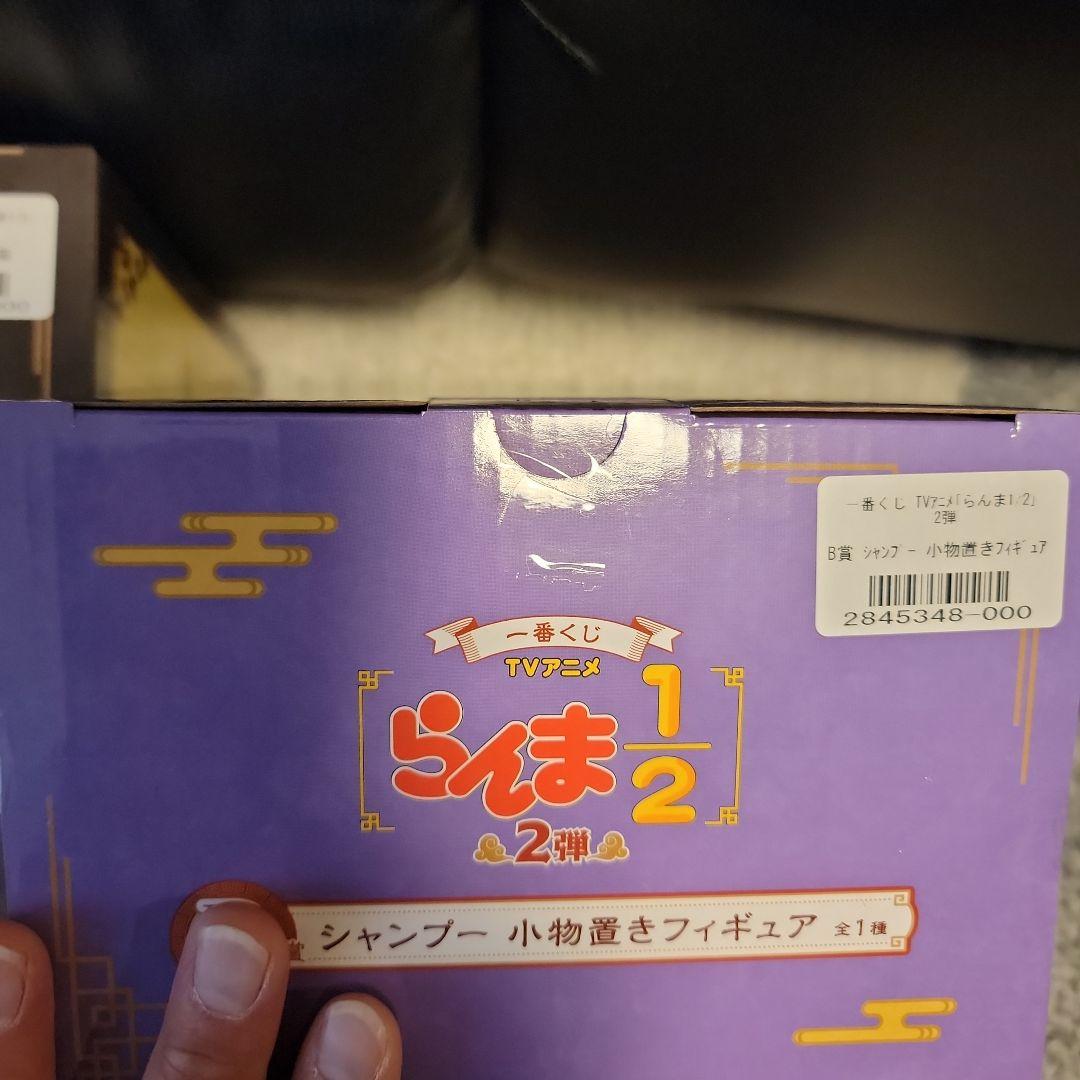 一番くじ TVｱﾆﾒ「らんま1/2」
2弾
B賞 ｼｬﾝﾌﾟｰ 小物置きﾌｨｷﾞｭｱ
2845348-000
一番くじ
TVアニメ
らんま1/2
2弾
賞 シャンプー 小物置きフィギュア 全1種